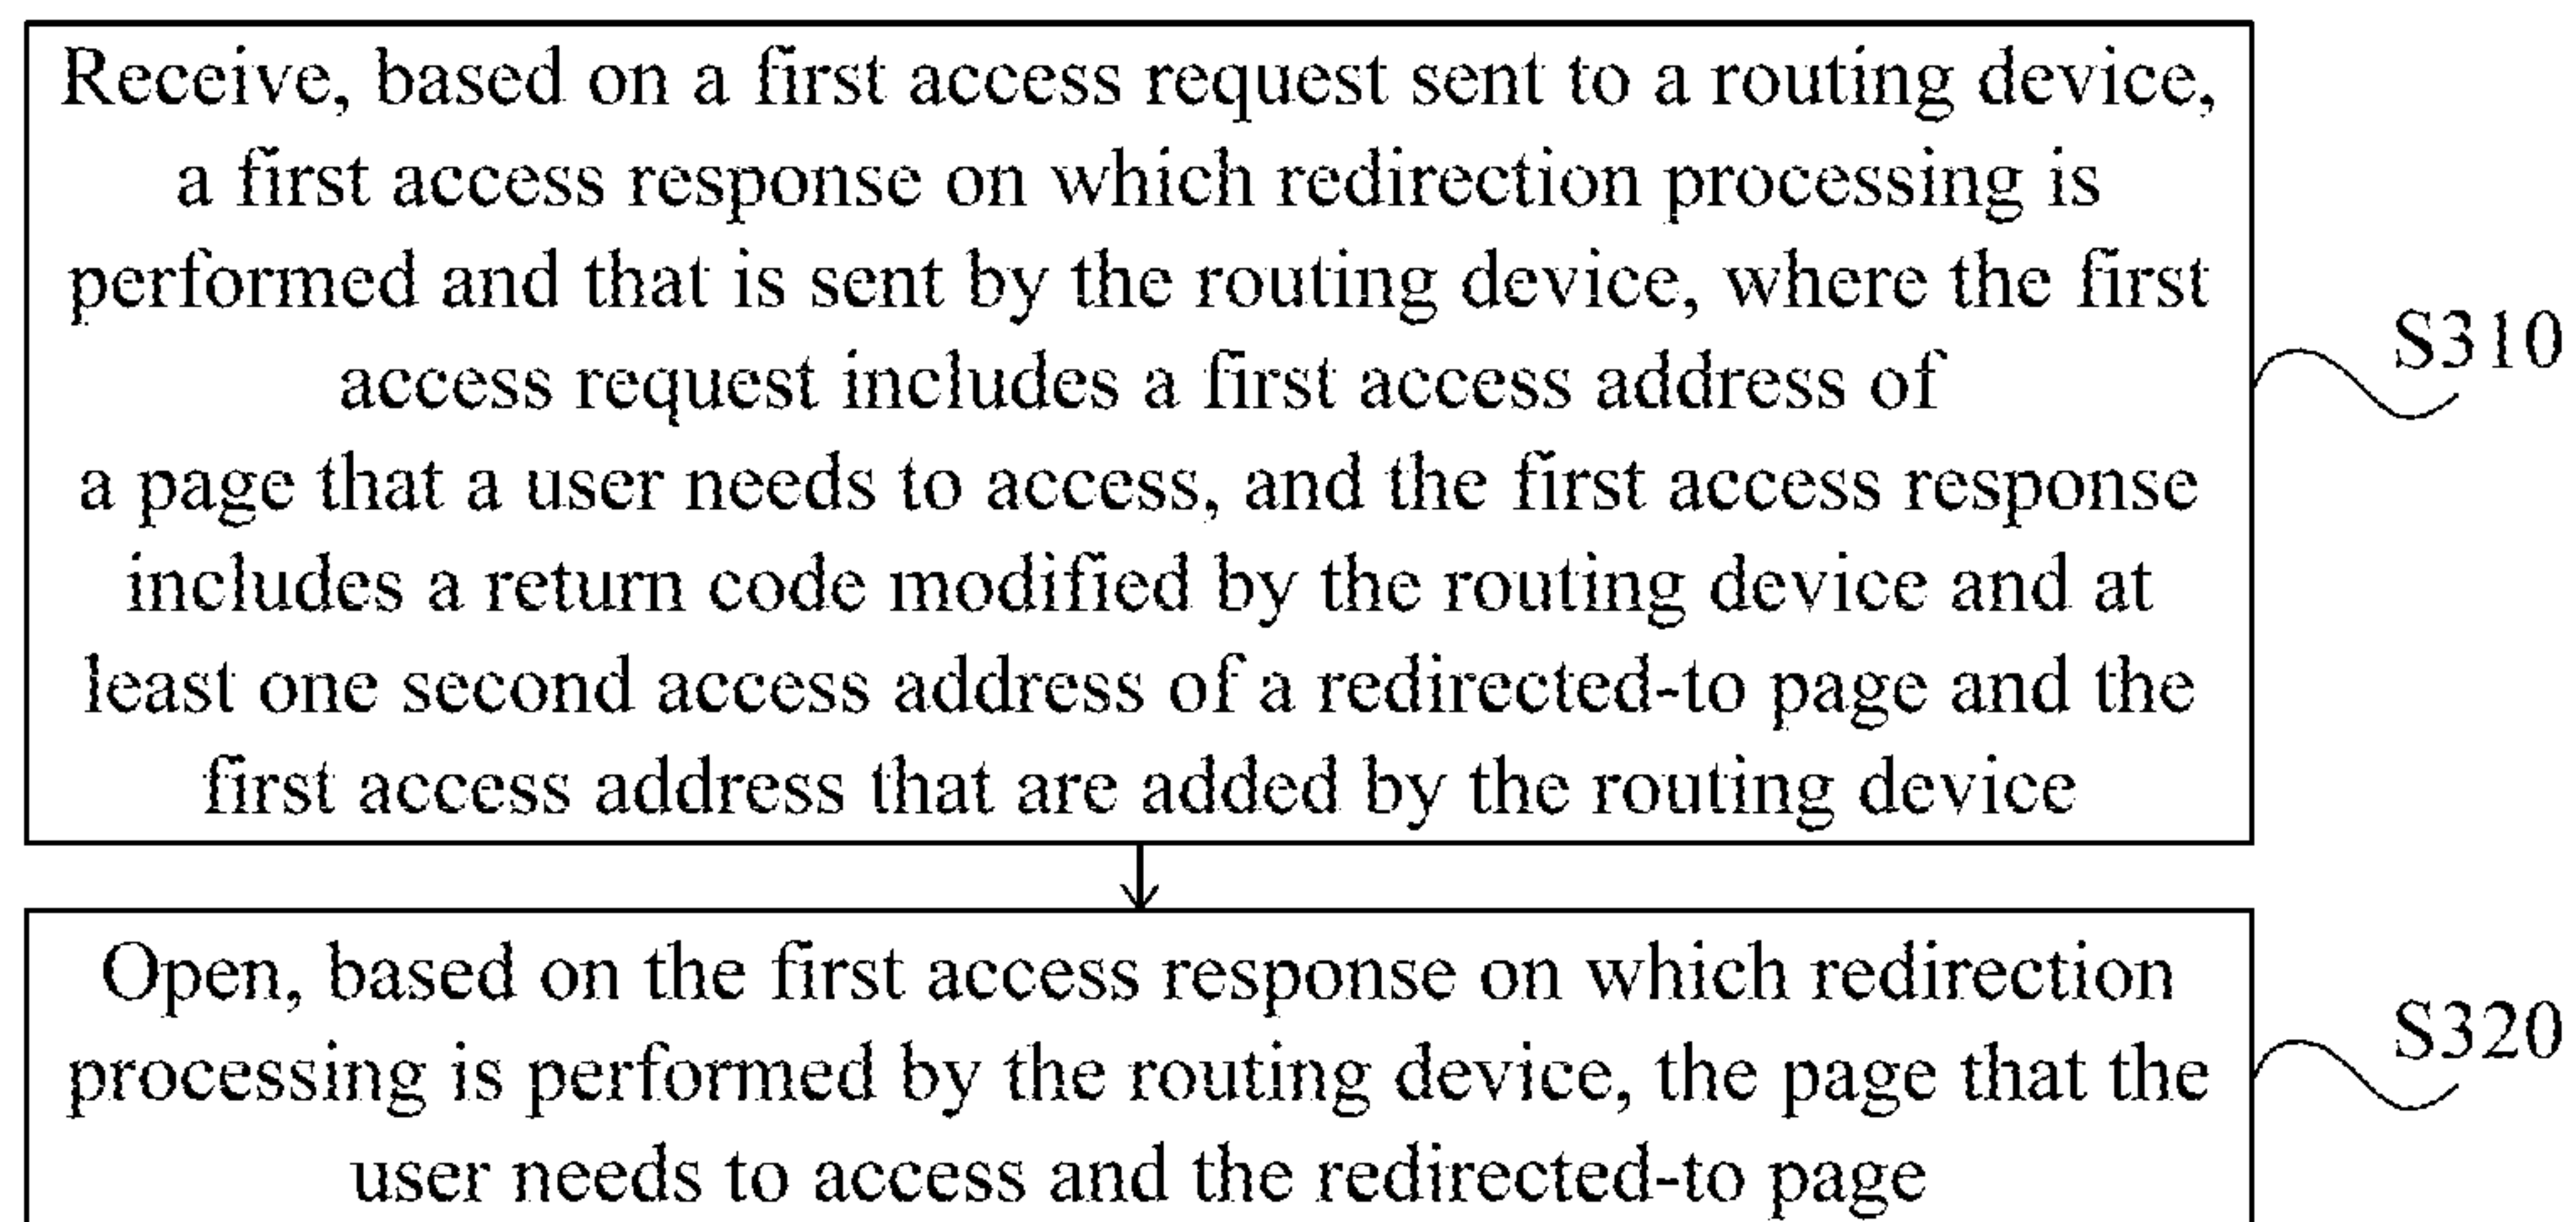 Receive, based on a first access request sent to a routing device,
a first access response on which redirection processing is
performed and that is sent by the routing device, where the first
access request includes a first access address of
a page that a user needs to access, and the first access response
includes a return code modified by the routing device and at
least one second access address of a redirected-to page and the
first access address that are added by the routing device
S310
Open, based on the first access response on which redirection
processing is performed by the routing device, the page that the
user needs to access and the redirected-to page
S320